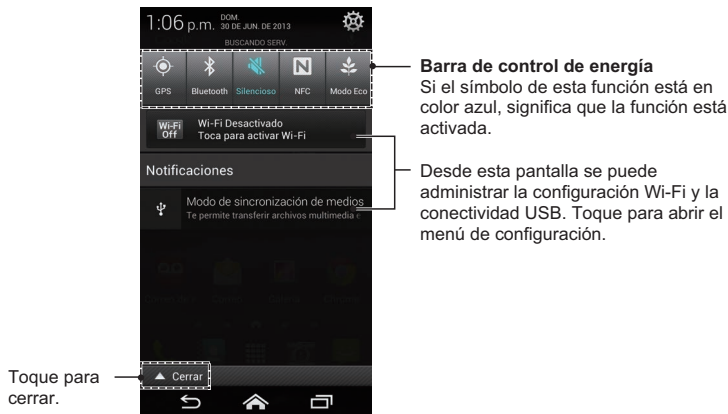 1:06 p.m. DOM.
30 DE JUN. DE 2013
BUSCANDO SERV.
GPS Bluetooth Silencioso NFC Modo Eco
Wi-Fi Off
Wi-Fi Desactivado
Toca para activar Wi-Fi
Notificaciones
Modo de sincronización de medios
Te permite transferir archivos multimedia e
Cerrar
Barra de control de energía
Si el símbolo de esta función está en
color azul, significa que la función está
activada.
Desde esta pantalla se puede
administrar la configuración Wi-Fi y la
conectividad USB. Toque para abrir el
menú de configuración.
Toque para
cerrar.